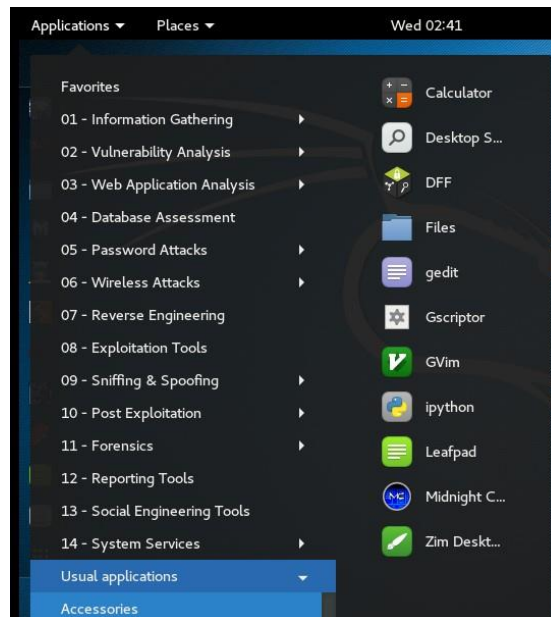 Applications Places Wed 02:41
Favorites
01 - Information Gathering
02 - Vulnerability Analysis
03 - Web Application Analysis
04 - Database Assessment
05 - Password Attacks
06 - Wireless Attacks
07 - Reverse Engineering
08 - Exploitation Tools
09 - Sniffing & Spoofing
10 - Post Exploitation
11 - Forensics
12 - Reporting Tools
13 - Social Engineering Tools
14 - System Services
Usual applications
Accessories
Calculator
Desktop S...
DFF
Files
gedit
Gscriptor
GVim
ipython
Leafpad
Midnight C...
Zim Deskt...